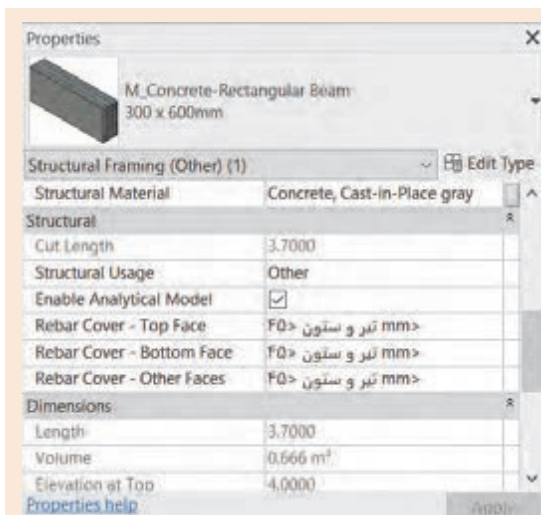 Properties
M_Concrete-Rectangular Beam
300 x 600mm
Structural Framing (Other) (1) Edit Type
Structural Material Concrete, Cast-in-Place gray
Structural
Cut Length 3.7000
Structural Usage Other
Enable Analytical Model
Rebar Cover - Top Face تیر و ستون <۴۵ mm>
Rebar Cover - Bottom Face تیر و ستون <۴۵ mm>
Rebar Cover - Other Faces تیر و ستون <۴۵ mm>
Dimensions
Length 3.7000
Volume 0.666 m³
Elevation at Top 4.0000
Properties help Apply